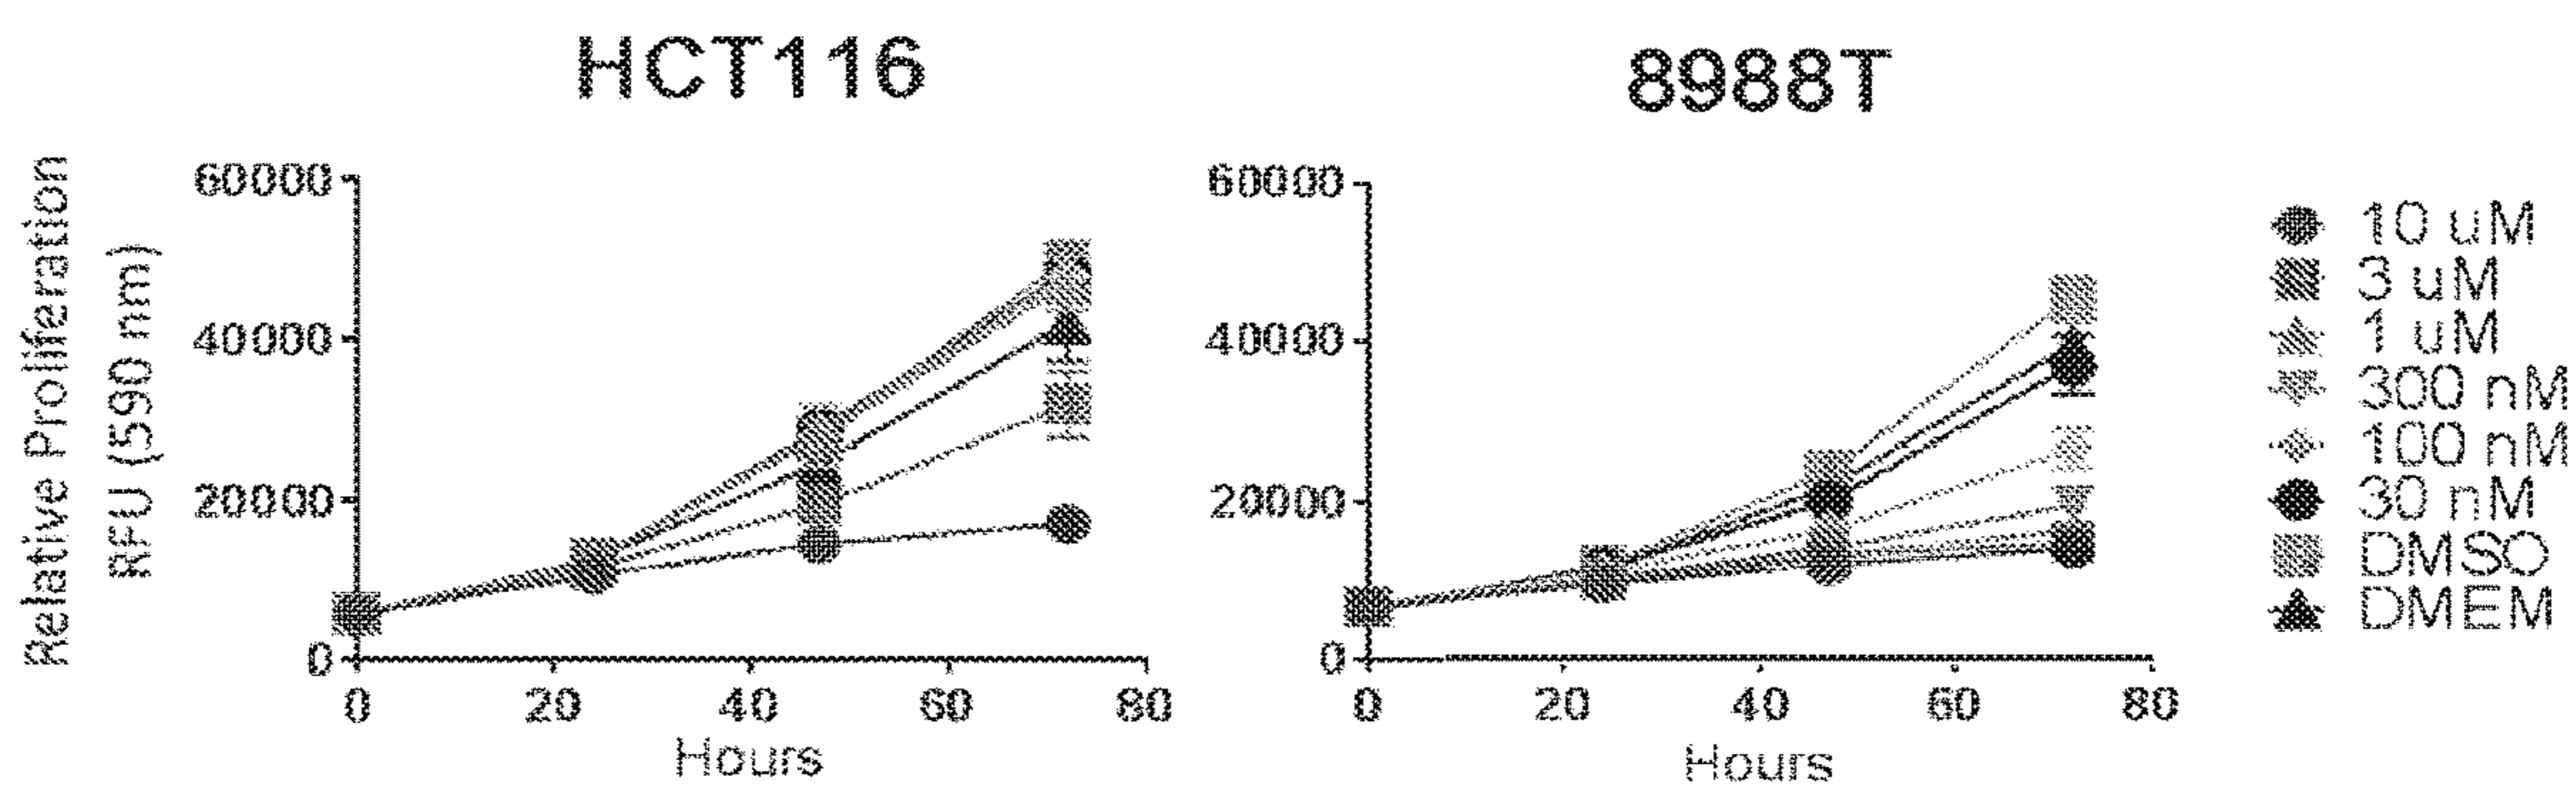 HCT116
8988T
Relative Proliferation
RFU (590 nm)
60000
40000
20000
0
0 20 40 60 80
Hours
60000
40000
20000
0
0 20 40 60 80
Hours
10 uM
3 uM
1 uM
300 nM
100 nM
30 nM
DMSO
DMEM